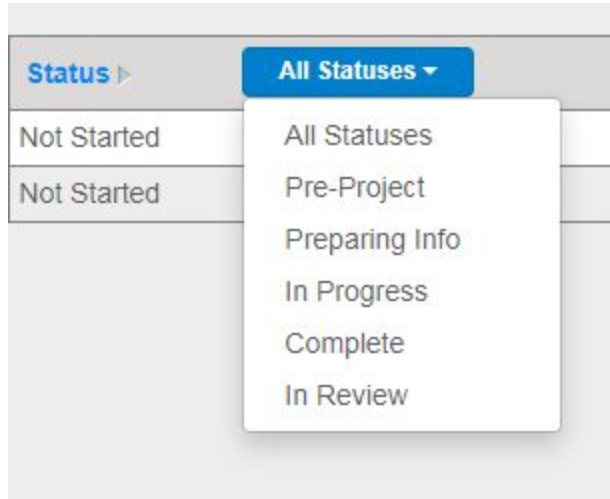 Status
All Statuses
Not Started
Not Started
All Statuses
Pre-Project
Preparing Info
In Progress
Complete
In Review